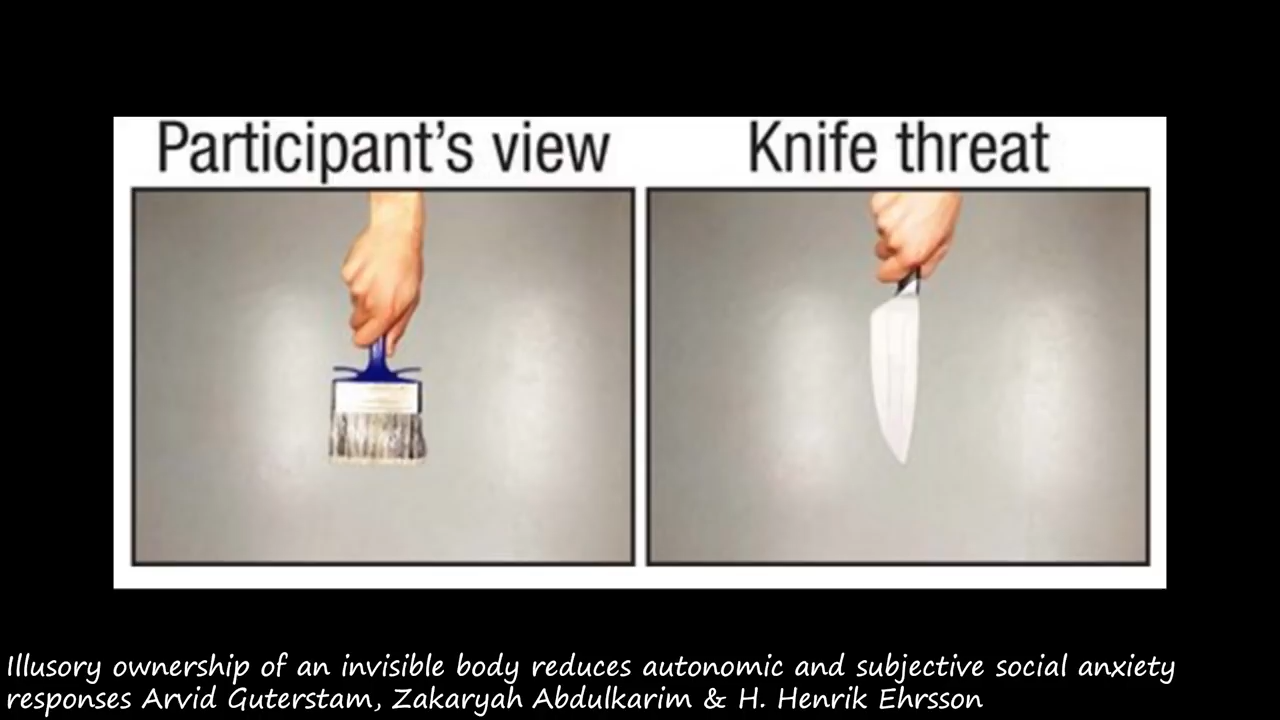 Participant's view
Knife threat
Illusory ownership of an invisible body reduces autonomic and subjective social anxiety
responses Arvid Guterstam, Zakaryah Abdulkarim & H. Henrik Ehrsson